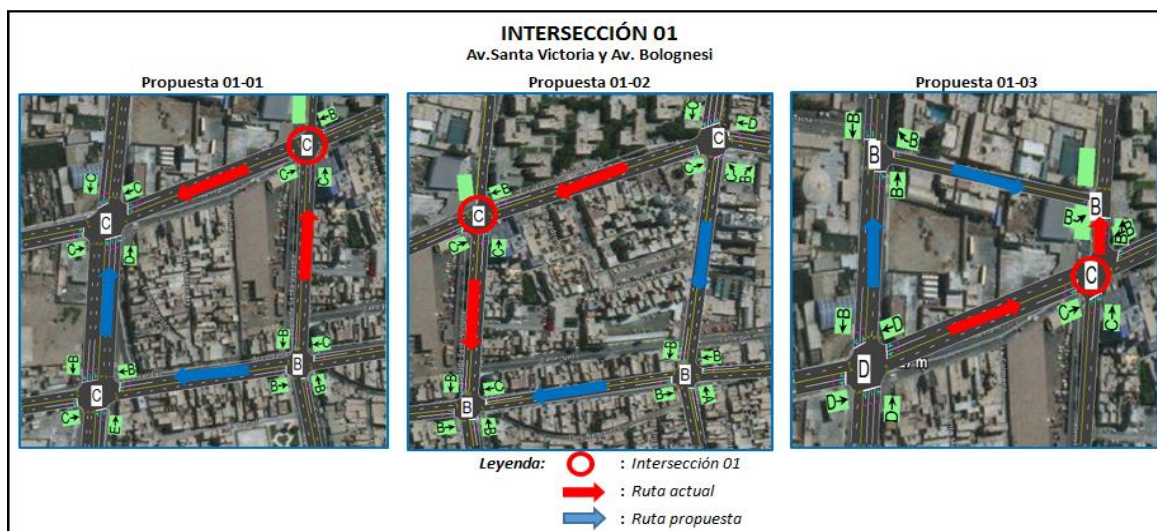 INTERSECCIÓN 01
Av.Santa Victoria y Av. Bolognesi
Propuesta 01-01
Propuesta 01-02
Propuesta 01-03
B
C
C
C
C
C
C
C
D
B
B
C
B
B
B
C
C
E
B
B
C
D
C
B
C
C
C
B
B
C
C
B
B
B
C
B
A
B
B
B
B
B
B
B
B
B
B
B
B
C
C
C
B
D
D
D
D
Leyenda:
: Intersección 01
: Ruta actual
: Ruta propuesta